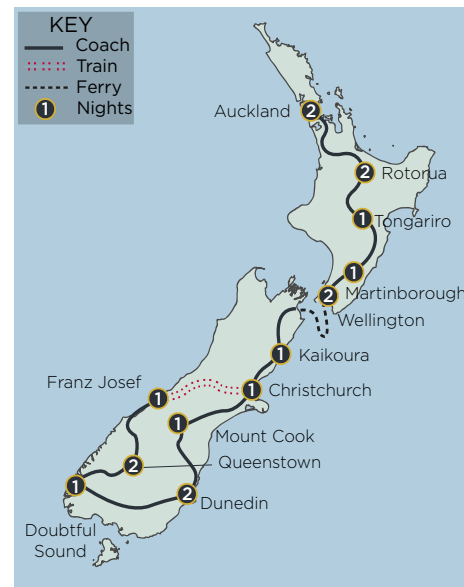 KEY
Coach
Train
Ferry
1 Nights
2
Auckland
2
Rotorua
1
Tongariro
1
Martinborough
2
Wellington
1
Kaikoura
Franz Josef
1
1
Christchurch
1
Mount Cook
2
Queenstown
1
2
Dunedin
Doubtful
Sound